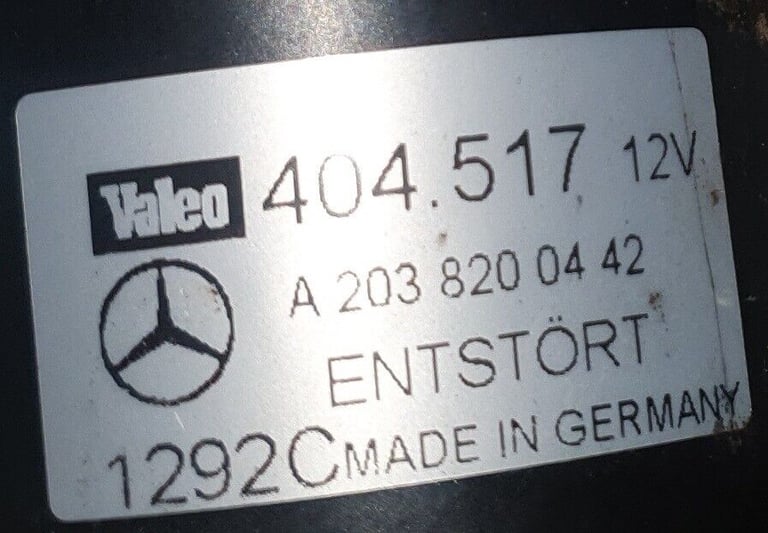 Valeo 404.517 12V
A 203 820 04 42
ENTSTÖRT
1292C MADE IN GERMANY